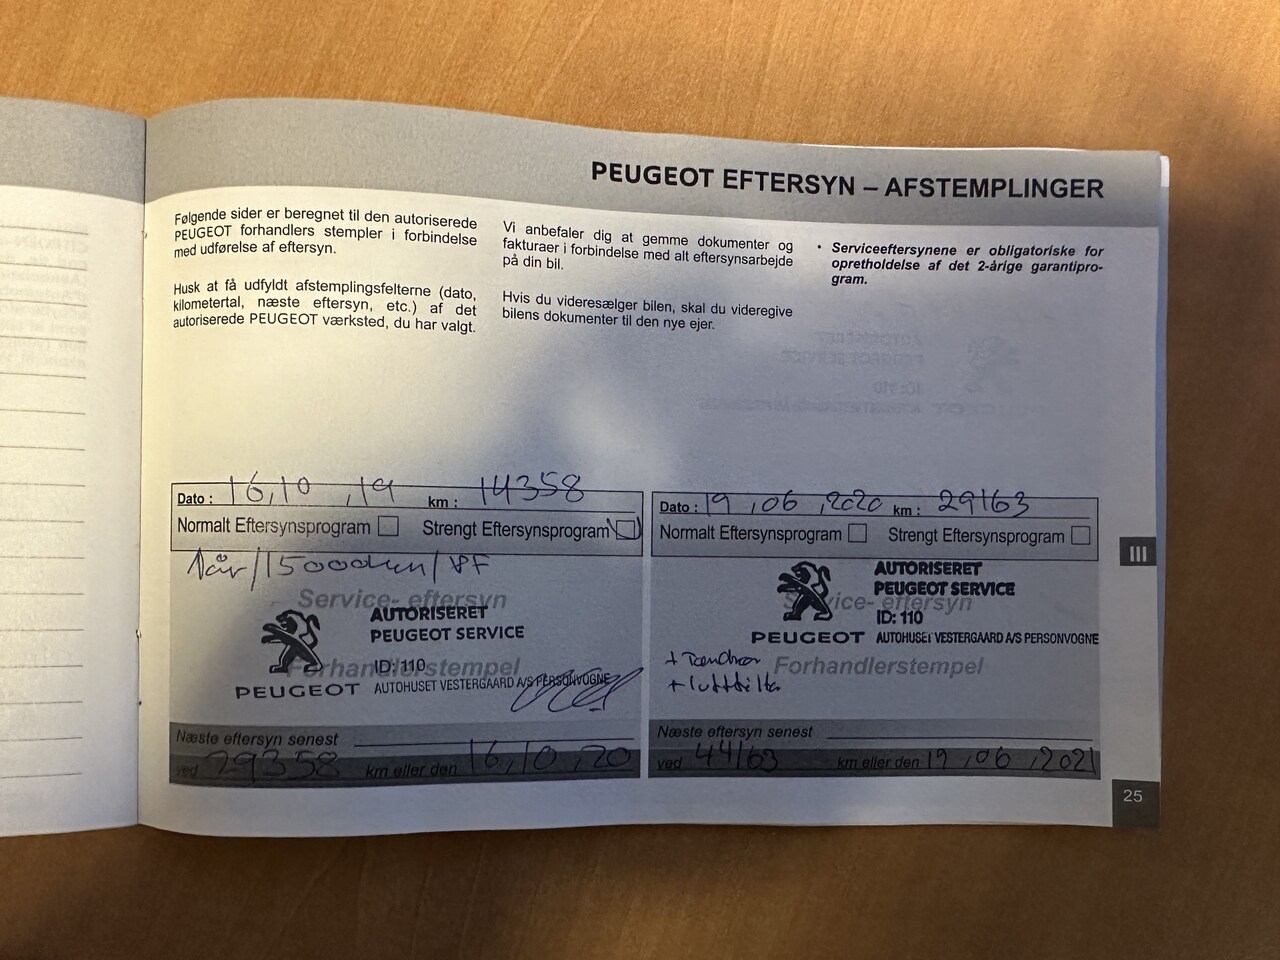 PEUGEOT EFTERSYN – AFSTEMPLINGER
Følgende sider er beregnet til den autoriserede
PEUGEOT forhandlers stempler i forbindelse
med udførelse af eftersyn.
Husk at få udfyldt afstemplingsfelterne (dato,
kilometertal, næste eftersyn, etc.) af det
autoriserede PEUGEOT værksted, du har valgt.
Vi anbefaler dig at gemme dokumenter og
fakturaer i forbindelse med alt eftersynsarbejde
på din bil.
Hvis du videresælger bilen, skal du videregive
bilens dokumenter til den nye ejer.
• Serviceeftersynene er obligatoriske for
opretholdelse af det 2-årige garantipro-
gram.
Dato : 16,10 ,19 km : 14358
Normalt Eftersynsprogram Strengt Eftersynsprogram
1år/15000km/
Service- eftersyn
AUTORISERET
PEUGEOT SERVICE
ID: 110
Forhandlerstempel
PEUGEOT AUTOHUSET VESTERGAARD A/S PERSONVOGNE
Næste eftersyn senest
ved 29358 km eller den 16,10,20
Dato : 19,06,2020 km : 29163
Normalt Eftersynsprogram Strengt Eftersynsprogram
AUTORISERET
PEUGEOT SERVICE
Service- eftersyn
ID: 110
PEUGEOT AUTOHUSET VESTERGAARD A/S PERSONVOGNE
Forhandlerstempel
Næste eftersyn senest
ved 44163 km eller den 19,06,2021
III
25